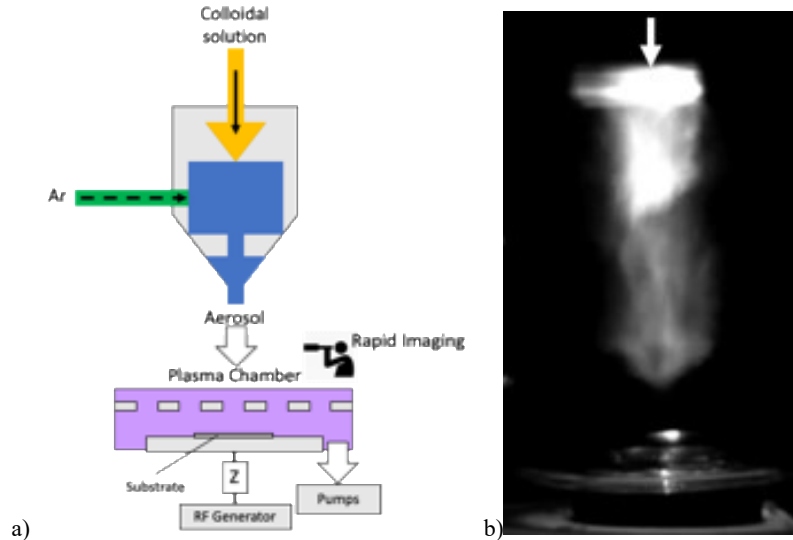 Colloidal
solution
Ar
Aerosol
Rapid Imaging
Plasma Chamber
Substrate
Z
Pumps
RF Generator
a)
b)